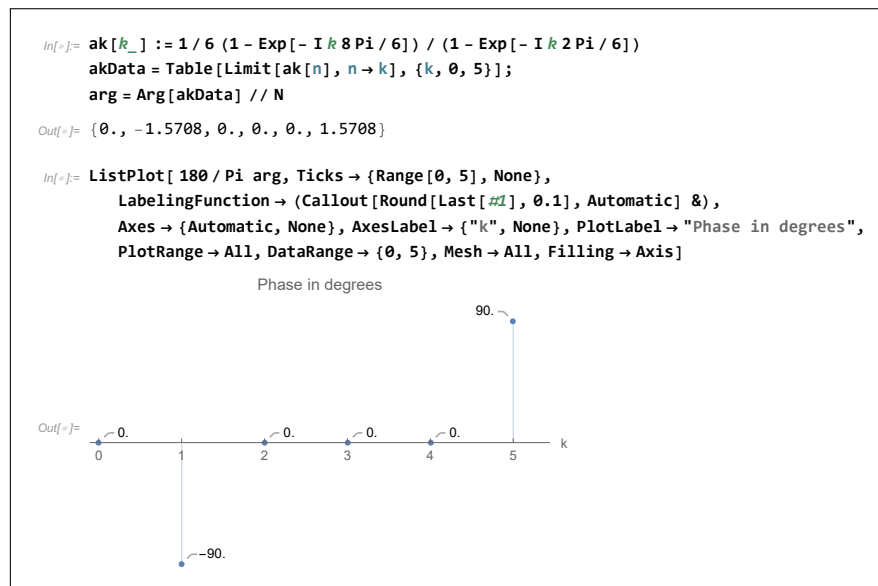 In[◦]:= ak[k_] := 1 / 6 (1 - Exp[- I k 8 Pi / 6]) / (1 - Exp[- I k 2 Pi / 6])
akData = Table[Limit[ak[n], n → k], {k, 0, 5}];
arg = Arg[akData] // N
Out[◦]= {0., -1.5708, 0., 0., 0., 1.5708}
In[◦]:= ListPlot[ 180 / Pi arg, Ticks → {Range[0, 5], None},
LabelingFunction → (Callout[Round[Last[#1], 0.1], Automatic] &),
Axes → {Automatic, None}, AxesLabel → {"k", None}, PlotLabel → "Phase in degrees",
PlotRange → All, DataRange → {0, 5}, Mesh → All, Filling → Axis]
Phase in degrees
90.
Out[◦]=
0. 0. 0. 0.
k
0 1 2 3 4 5
-90.